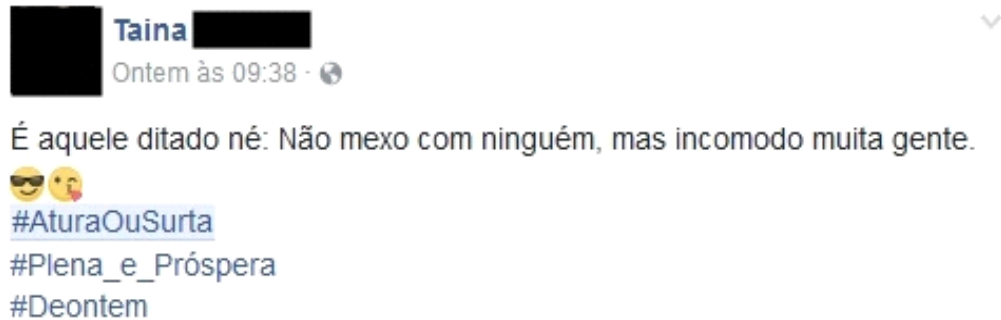 Taina
Ontem às 09:38 ·
É aquele ditado né: Não mexo com ninguém, mas incomodo muita gente.
#AturaOuSurta
#Plena_e_Próspera
#Deontem